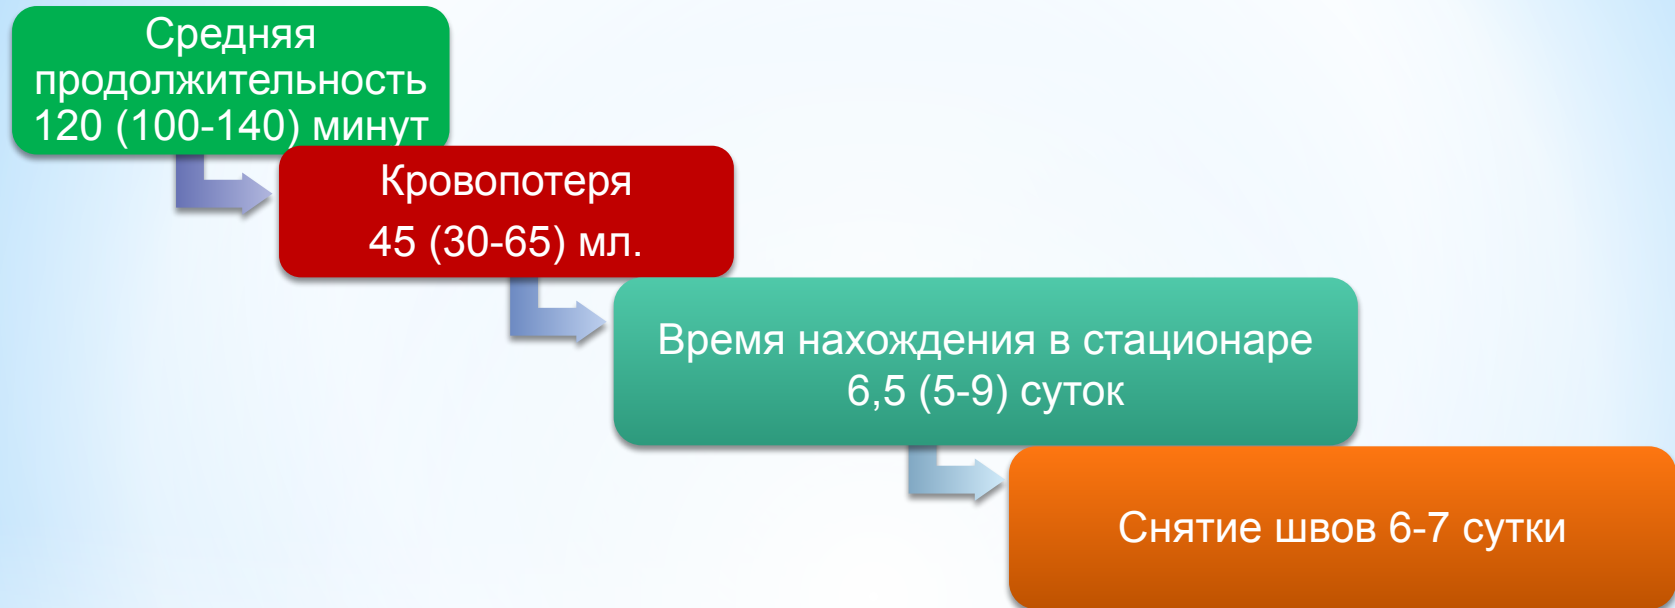 Средняя
продолжительность
120 (100-140) минут
Кровопотеря
45 (30-65) мл.
Время нахождения в стационаре
6,5 (5-9) суток
Снятие швов 6-7 сутки